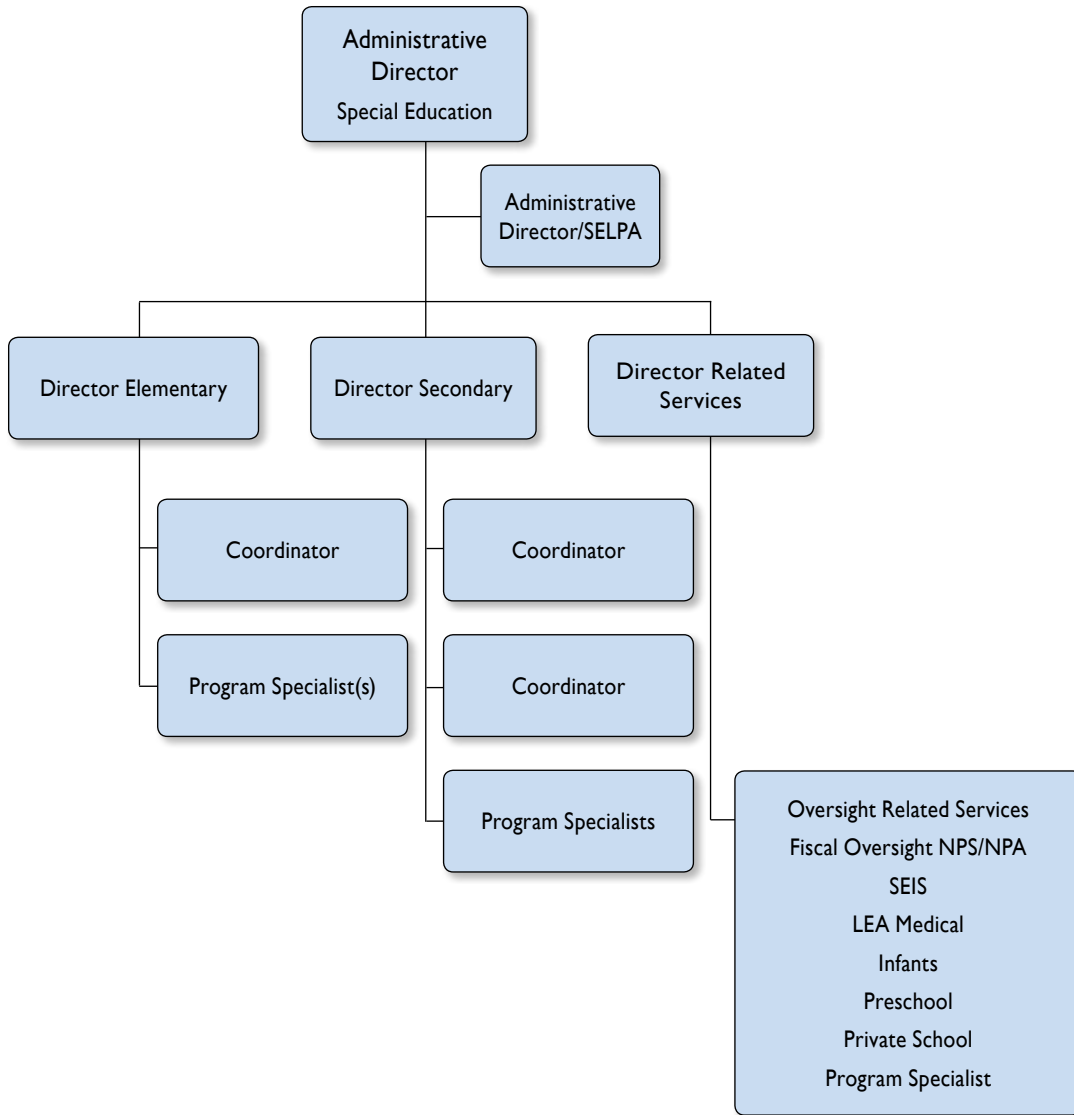 Administrative
Director
Special Education
Administrative
Director/SELPA
Director Elementary
Director Secondary
Director Related
Services
Coordinator
Coordinator
Program Specialist(s)
Coordinator
Program Specialists
Oversight Related Services
Fiscal Oversight NPS/NPA
SEIS
LEA Medical
Infants
Preschool
Private School
Program Specialist